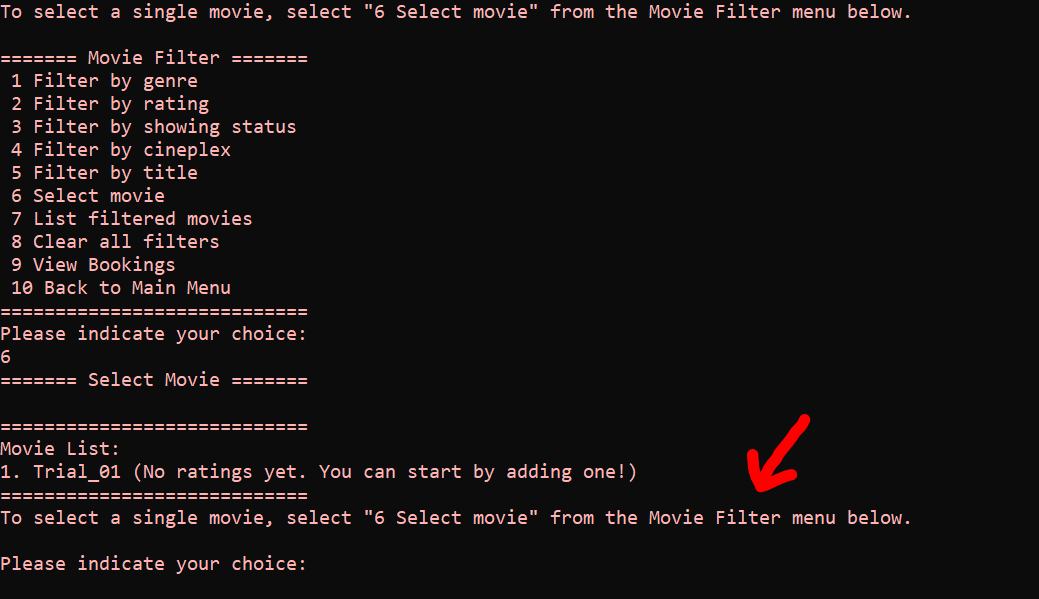 To select a single movie, select "6 Select movie" from the Movie Filter menu below.
======= Movie Filter =======
1 Filter by genre
2 Filter by rating
3 Filter by showing status
4 Filter by cineplex
5 Filter by title
6 Select movie
7 List filtered movies
8 Clear all filters
9 View Bookings
10 Back to Main Menu
============================
Please indicate your choice:
6
======= Select Movie =======
============================
Movie List:
1. Trial_01 (No ratings yet. You can start by adding one!)
============================
To select a single movie, select "6 Select movie" from the Movie Filter menu below.
Please indicate your choice: